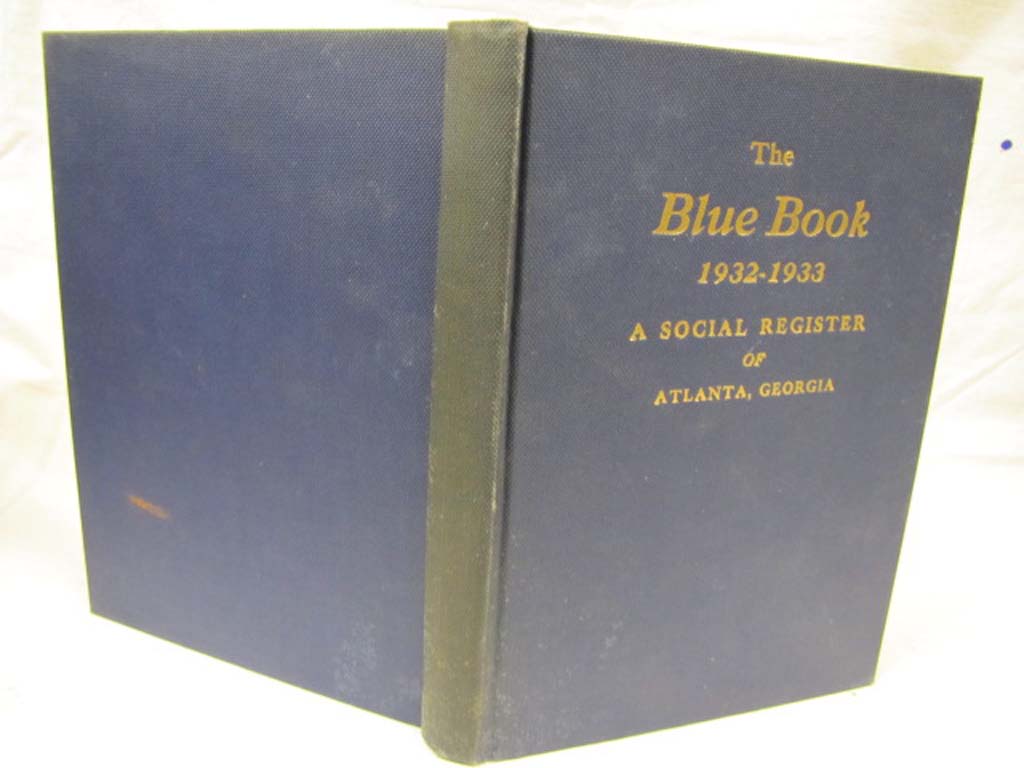 The
Blue Book
1932-1933
A SOCIAL REGISTER
OF
ATLANTA, GEORGIA